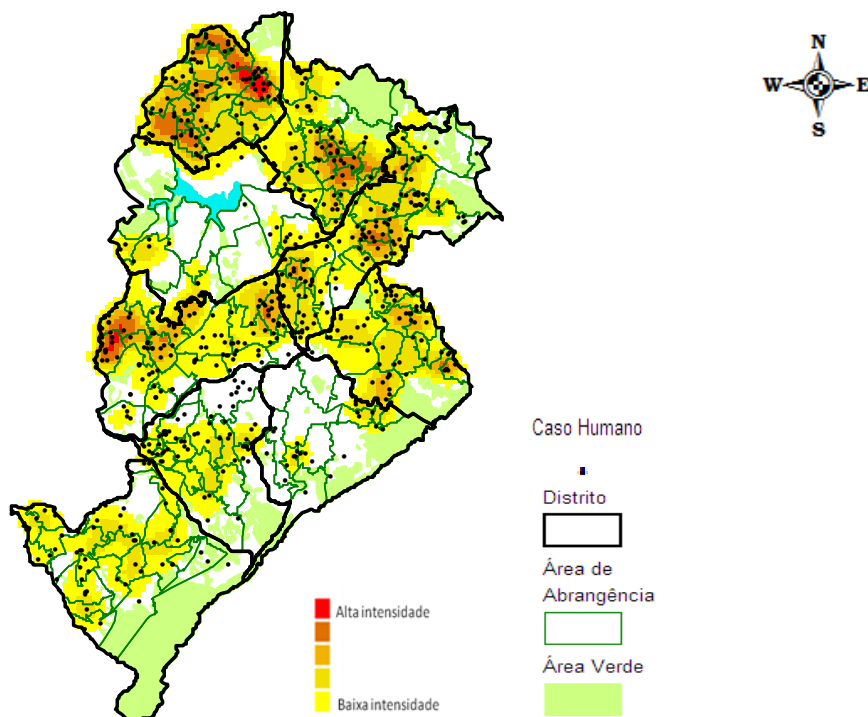 N
W E
S
Caso Humano
Distrito
Área de
Abrangência
Área Verde
Alta intensidade
Baixa intensidade